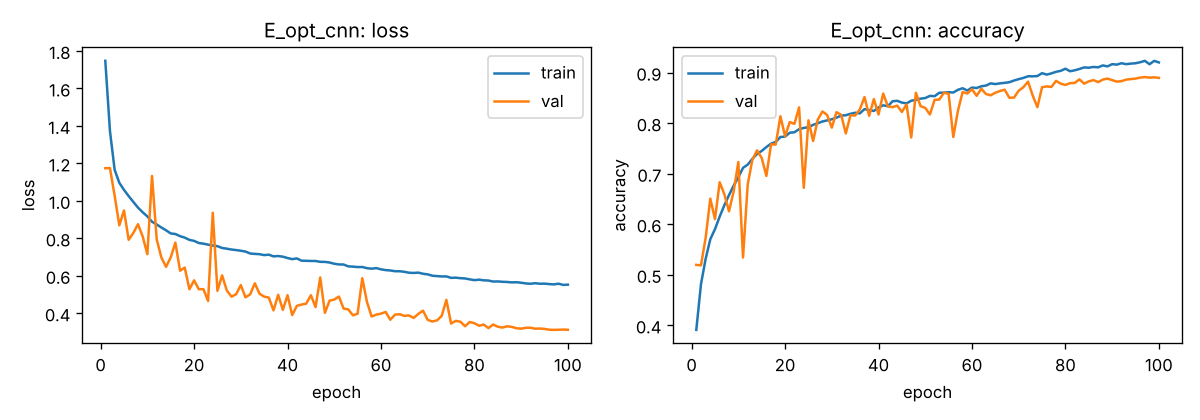 E_opt_cnn: loss
1.8
1.6
1.4
1.2
1.0
0.8
0.6
0.4
loss
0 20 40 60 80 100
epoch
train
val
E_opt_cnn: accuracy
0.9
0.8
0.7
0.6
0.5
0.4
accuracy
0 20 40 60 80 100
epoch
train
val